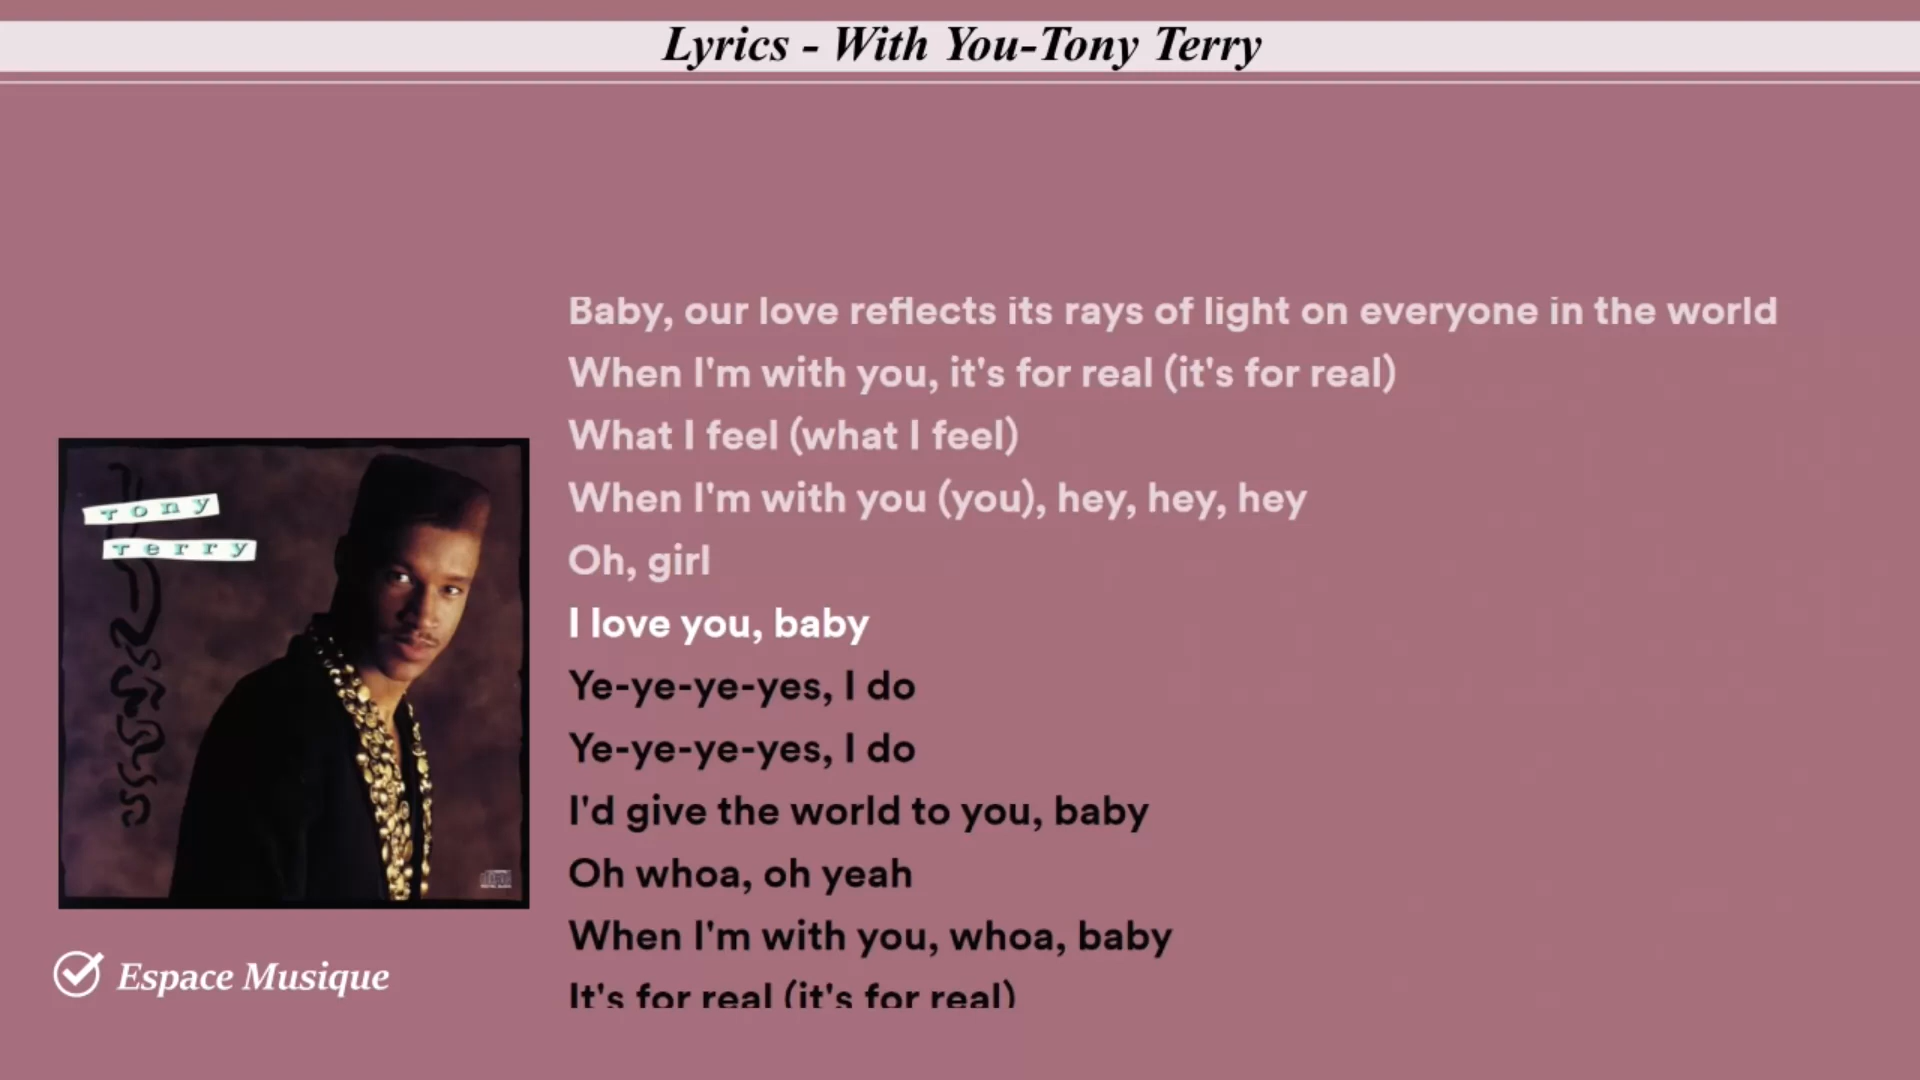 Lyrics - With You-Tony Terry
Baby, our love reflects its rays of light on everyone in the world
When I'm with you, it's for real (it's for real)
What I feel (what I feel)
When I'm with you (you), hey, hey, hey
Oh, girl
I love you, baby
Ye-ye-ye-yes, I do
Ye-ye-ye-yes, I do
I'd give the world to you, baby
Oh whoa, oh yeah
When I'm with you, whoa, baby
It's for real (it's for real)
Tony
Terry
Espace Musique